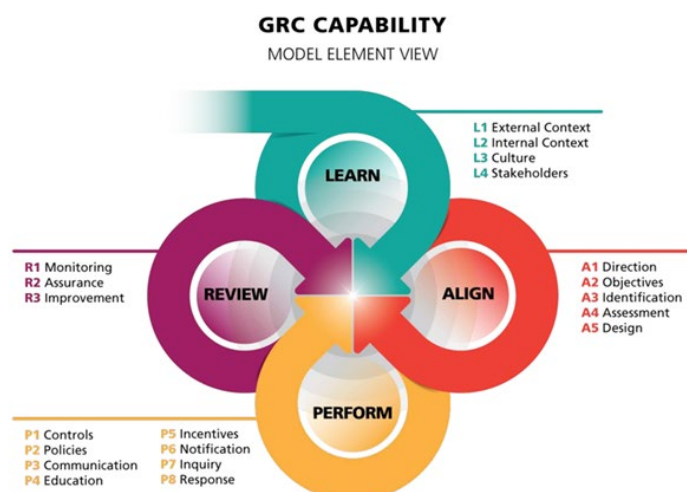 GRC CAPABILITY
MODEL ELEMENT VIEW
LEARN
L1 External Context
L2 Internal Context
L3 Culture
L4 Stakeholders
REVIEW
R1 Monitoring
R2 Assurance
R3 Improvement
ALIGN
A1 Direction
A2 Objectives
A3 Identification
A4 Assessment
A5 Design
PERFORM
P1 Controls
P2 Policies
P3 Communication
P4 Education
P5 Incentives
P6 Notification
P7 Inquiry
P8 Response